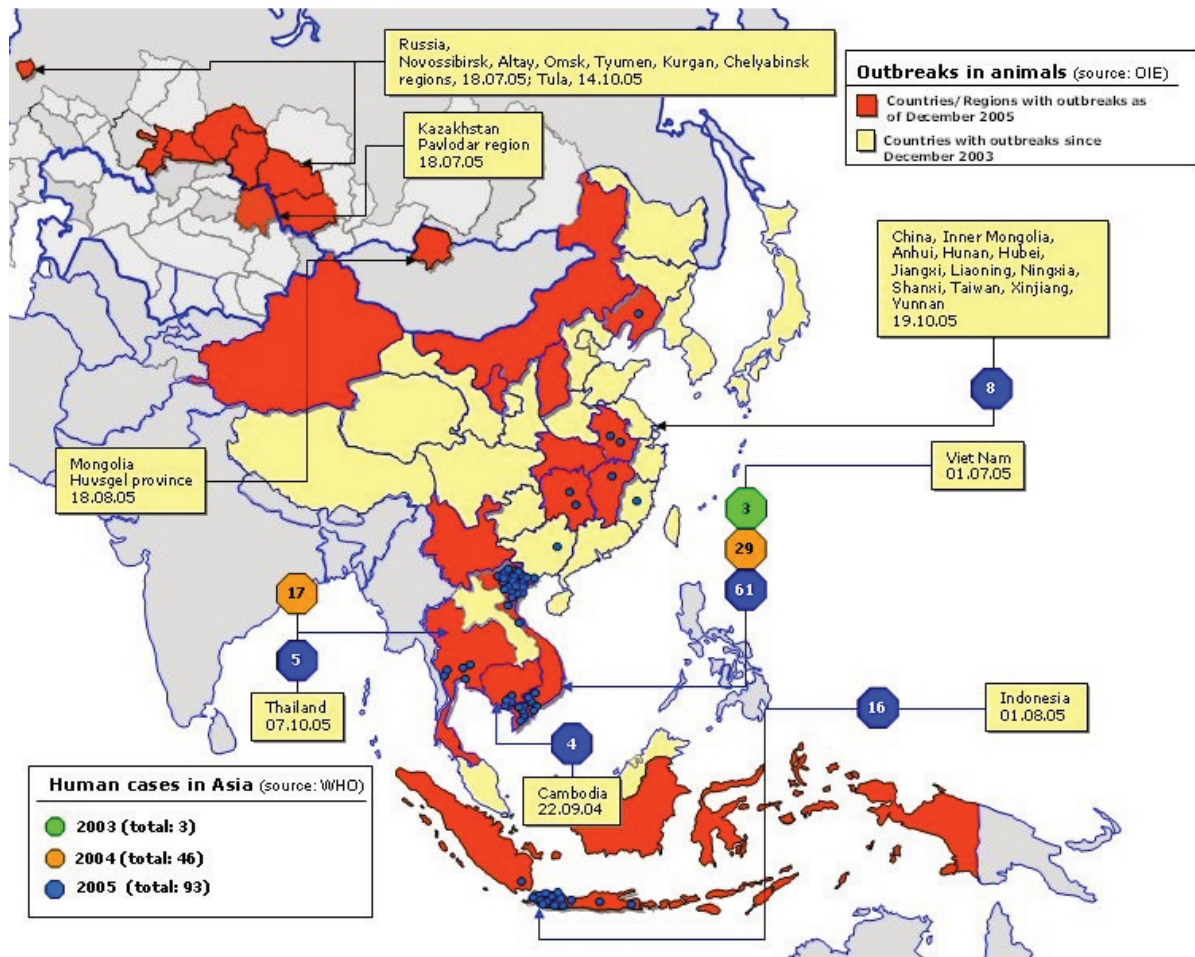 Russia,
Novossibirsk, Altay, Omsk, Tyumen, Kurgan, Chelyabinsk
regions, 18.07.05; Tula, 14.10.05
Outbreaks in animals (source: OIE)
Countries/Regions with outbreaks as
of December 2005
Countries with outbreaks since
December 2003
Kazakhstan
Pavlodar region
18.07.05
China, Inner Mongolia,
Anhui, Hunan, Hubei,
Jiangxi, Liaoning, Ningxia,
Shanxi, Taiwan, Xinjiang,
Yunnan
19.10.05
8
Mongolia
Huvsgel province
18.08.05
Viet Nam
01.07.05
3
29
61
17
5
Thailand
07.10.05
16
Indonesia
01.08.05
4
Cambodia
22.09.04
Human cases in Asia (source: WHO)
2003 (total: 3)
2004 (total: 46)
2005 (total: 93)